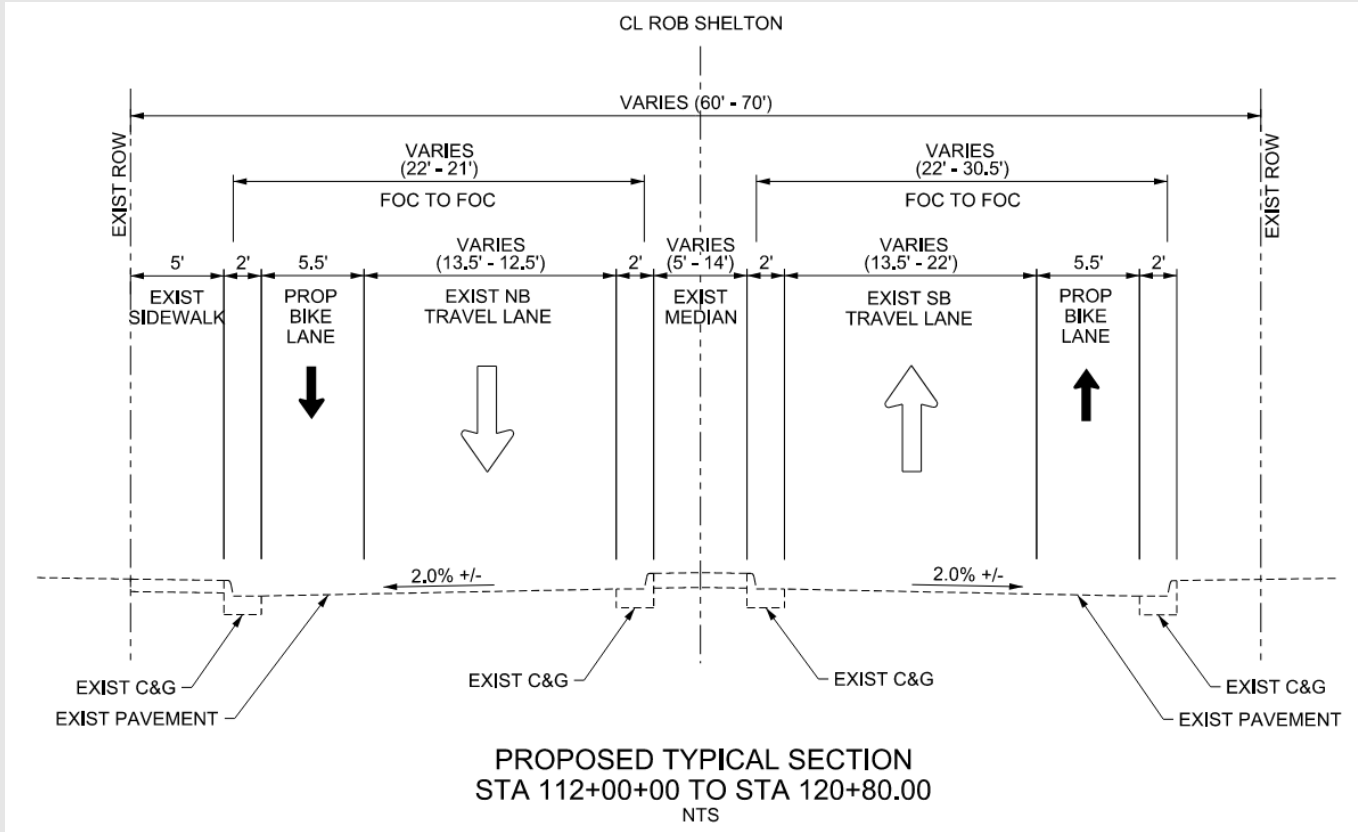 CL ROB SHELTON
VARIES (60' - 70')
EXIST ROW
EXIST ROW
VARIES
(22' - 21')
FOC TO FOC
VARIES
(22' - 30.5')
FOC TO FOC
5'
EXIST
SIDEWALK
2'
5.5'
PROP
BIKE
LANE
VARIES
(13.5' - 12.5')
EXIST NB
TRAVEL LANE
2'
VARIES
(5' - 14')
EXIST
MEDIAN
2'
VARIES
(13.5' - 22')
EXIST SB
TRAVEL LANE
5.5'
PROP
BIKE
LANE
2'
2.0% +/-
2.0% +/-
EXIST C&G
EXIST PAVEMENT
EXIST C&G
EXIST C&G
EXIST C&G
EXIST PAVEMENT
PROPOSED TYPICAL SECTION
STA 112+00+00 TO STA 120+80.00
NTS